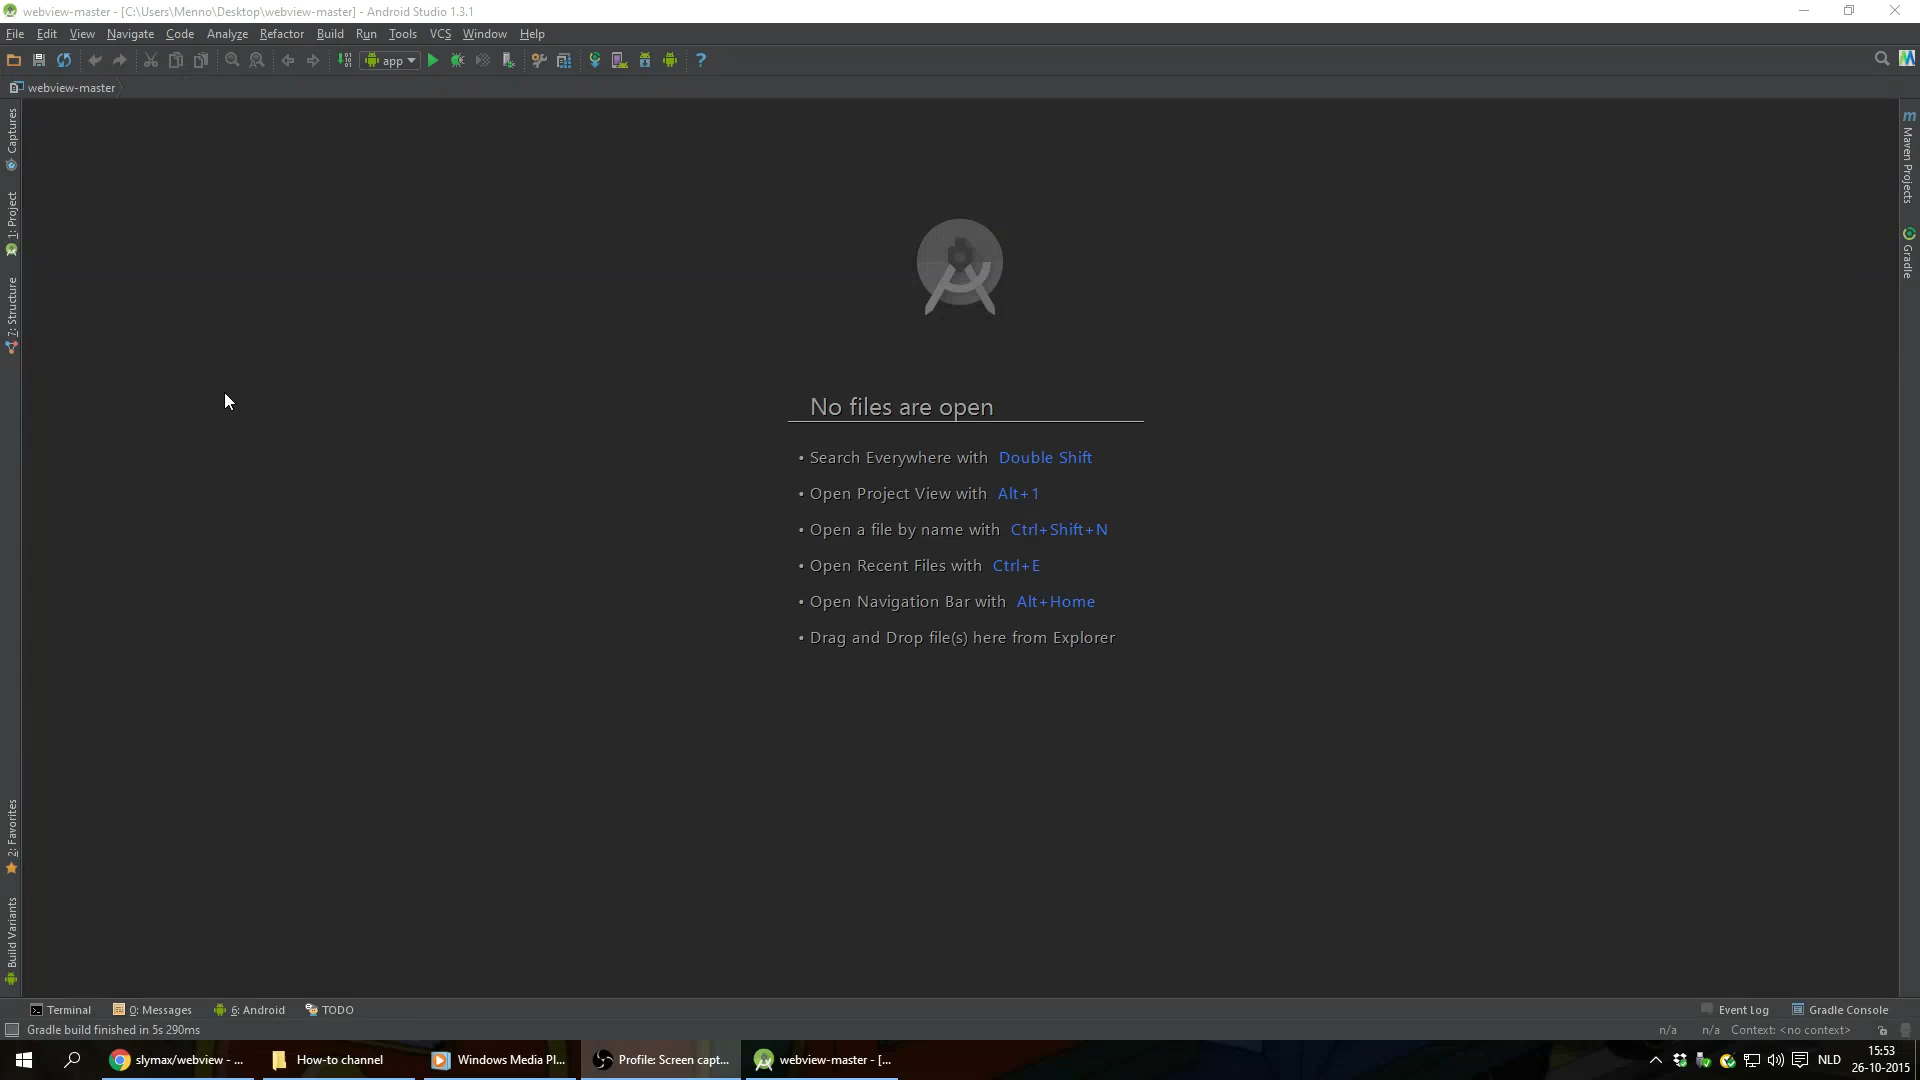 webview-master - [C:\Users\Menno\Desktop\webview-master] - Android Studio 1.3.1
File Edit View Navigate Code Analyze Refactor Build Run Tools VCS Window Help
app
webview-master
Captures
1: Project
7: Structure
2: Favorites
Build Variants
Maven Projects
Gradle
No files are open
• Search Everywhere with Double Shift
• Open Project View with Alt+1
• Open a file by name with Ctrl+Shift+N
• Open Recent Files with Ctrl+E
• Open Navigation Bar with Alt+Home
• Drag and Drop file(s) here from Explorer
Terminal 0: Messages 6: Android TODO Event Log Gradle Console
Gradle build finished in 5s 290ms n/a n/a Context: <no context>
slymax/webview - ... How-to channel Windows Media Pl... Profile: Screen capt... webview-master - [... NLD
15:53
26-10-2015